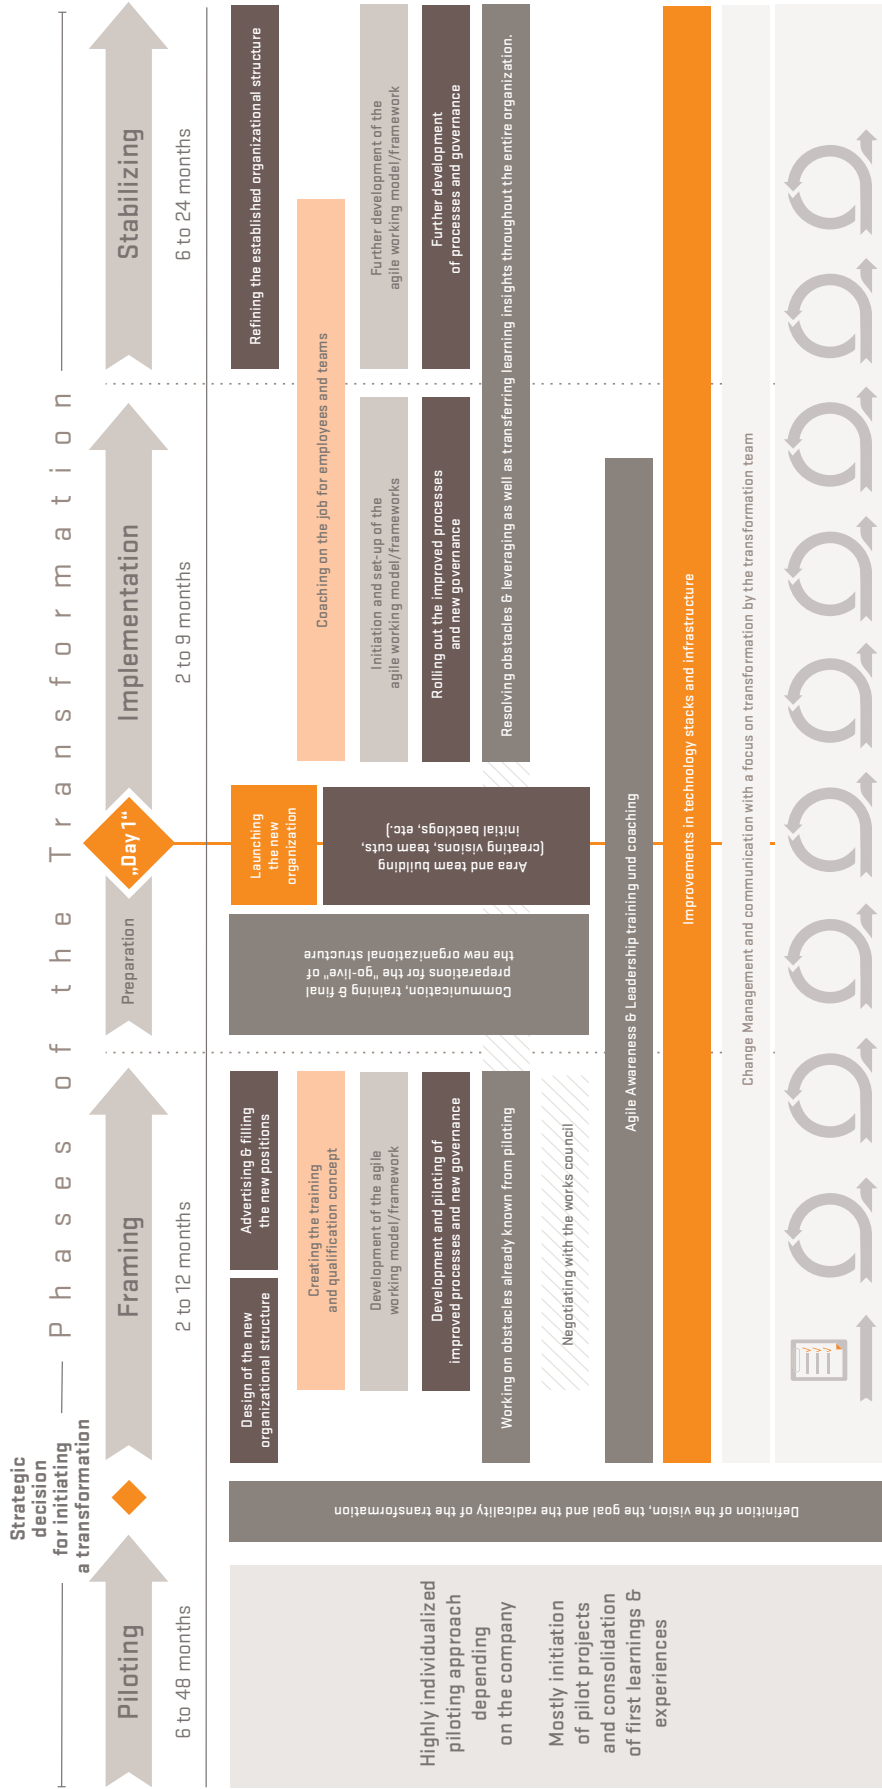 Phases of the Transformation
Strategic
decision
for initiating
a transformation
Piloting
Framing
Preparation
„Day 1“
Implementation
Stabilizing
6 to 48 months
2 to 12 months
2 to 9 months
6 to 24 months
Highly individualized
piloting approach
depending
on the company
Mostly initiation
of pilot projects
and consolidation
of first learnings &
experiences
Definition of the vision, the goal and the radicality of the transformation
Design of the new
organizational structure
Advertising & filling
the new positions
Creating the training
and qualification concept
Development of the agile
working model/framework
Development and piloting of
improved processes and new governance
Working on obstacles already known from piloting
Negotiating with the works council
Communication, training & final
preparations for the "go-live" of
the new organizational structure
Launching
the new
organization
Area and team building
(creating visions, team cuts,
initial backlogs, etc.)
Refining the established organizational structure
Coaching on the job for employees and teams
Initiation and set-up of the
agile working model/frameworks
Further development of the
agile working model/framework
Rolling out the improved processes
and new governance
Further development
of processes and governance
Resolving obstacles & leveraging as well as transferring learning insights throughout the entire organization.
Agile Awareness & Leadership training und coaching
Improvements in technology stacks and infrastructure
Change Management and communication with a focus on transformation by the transformation team